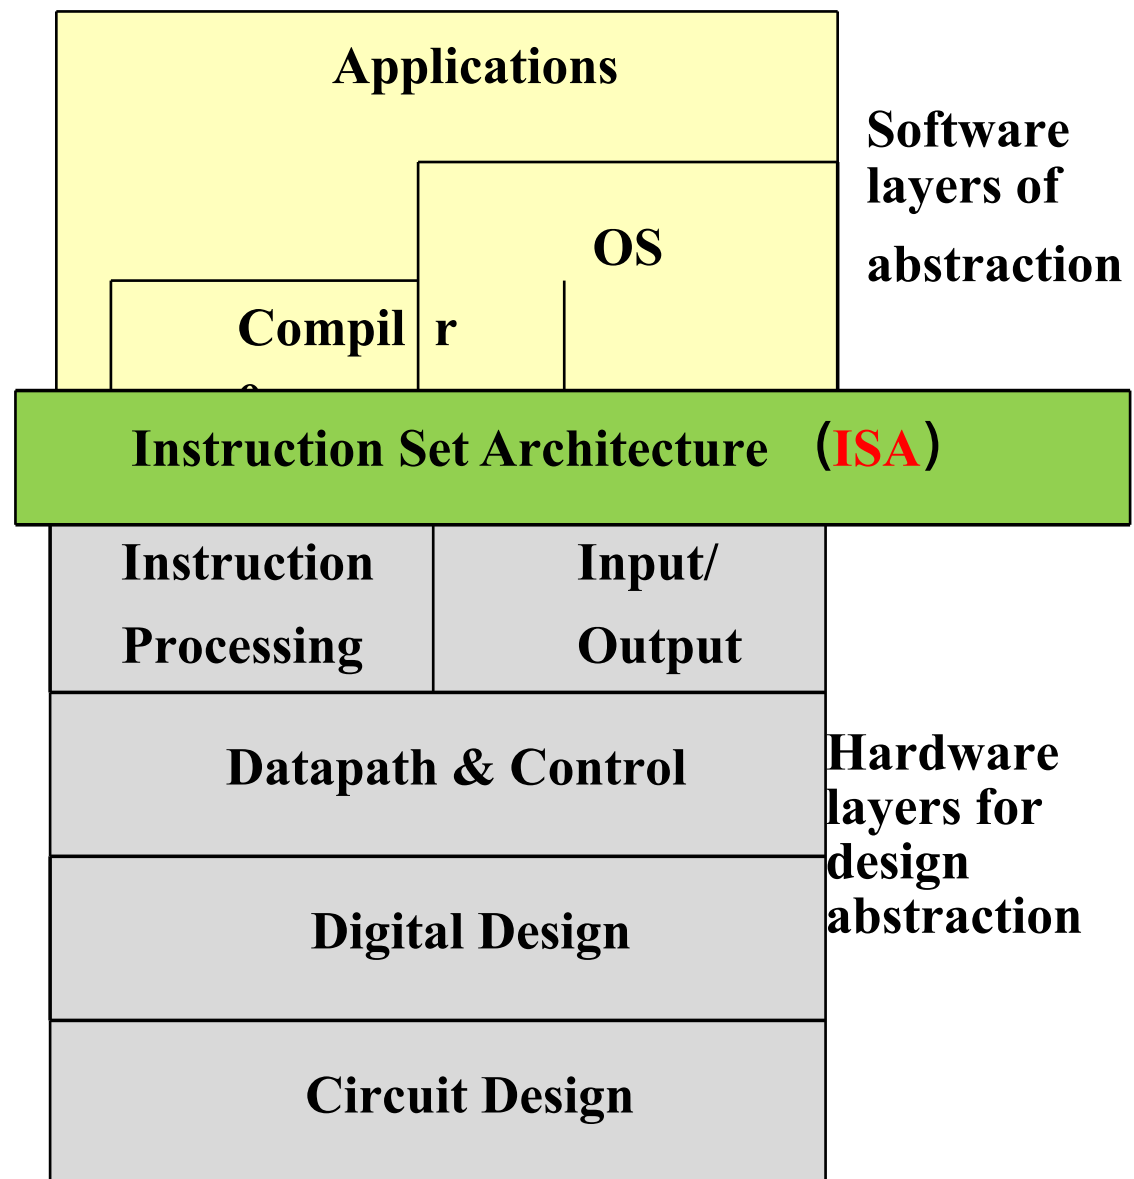 Applications
Software
layers of
abstraction
OS
Compil r
Instruction Set Architecture (ISA)
Instruction
Processing
Input/
Output
Datapath & Control
Hardware
layers for
design
abstraction
Digital Design
Circuit Design